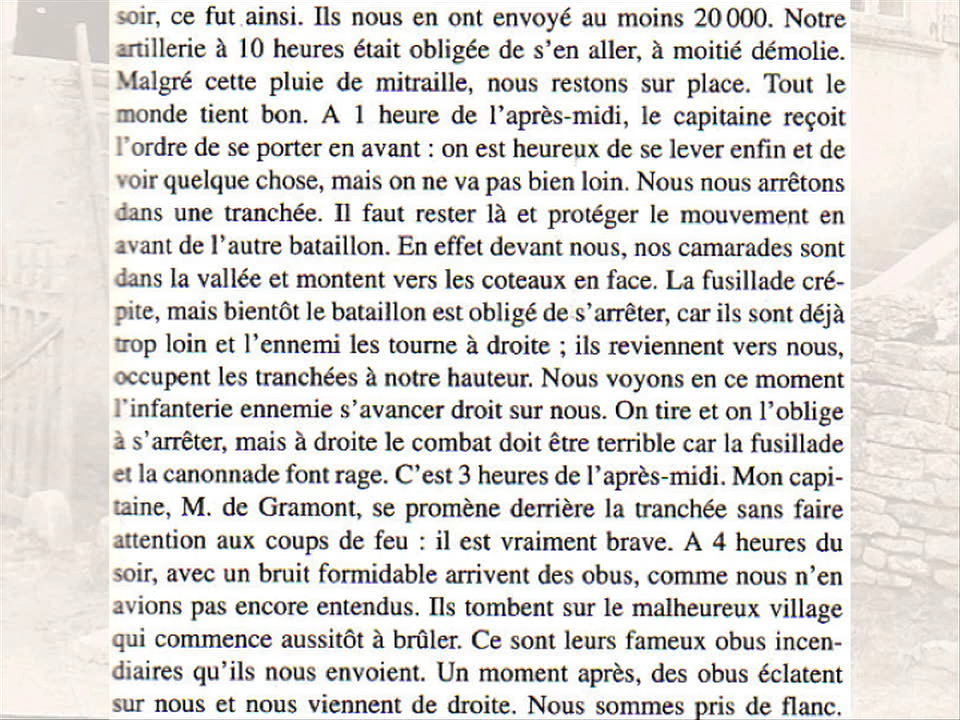 soir, ce fut ainsi. Ils nous en ont envoyé au moins 20 000. Notre
artillerie à 10 heures était obligée de s'en aller, à moitié démolie.
Malgré cette pluie de mitraille, nous restons sur place. Tout le
monde tient bon. A 1 heure de l'après-midi, le capitaine reçoit
l'ordre de se porter en avant : on est heureux de se lever enfin et de
voir quelque chose, mais on ne va pas bien loin. Nous nous arrêtons
dans une tranchée. Il faut rester là et protéger le mouvement en
avant de l'autre bataillon. En effet devant nous, nos camarades sont
dans la vallée et montent vers les coteaux en face. La fusillade cré-
pite, mais bientôt le bataillon est obligé de s'arrêter, car ils sont déjà
trop loin et l'ennemi les tourne à droite ; ils reviennent vers nous,
occupent les tranchées à notre hauteur. Nous voyons en ce moment
l'infanterie ennemie s'avancer droit sur nous. On tire et on l'oblige
à s'arrêter, mais à droite le combat doit être terrible car la fusillade
et la canonnade font rage. C'est 3 heures de l'après-midi. Mon capi-
taine, M. de Gramont, se promène derrière la tranchée sans faire
attention aux coups de feu : il est vraiment brave. A 4 heures du
soir, avec un bruit formidable arrivent des obus, comme nous n'en
avions pas encore entendus. Ils tombent sur le malheureux village
qui commence aussitôt à brûler. Ce sont leurs fameux obus incen-
diaires qu'ils nous envoient. Un moment après, des obus éclatent
sur nous et nous viennent de droite. Nous sommes pris de flanc.